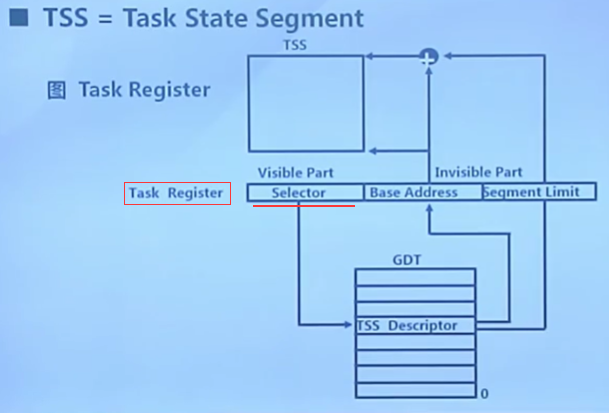 ■ TSS = Task State Segment
TSS
+
图 Task Register
Visible Part Invisible Part
Task Register Selector Base Address Segment Limit
GDT
TSS Descriptor
0